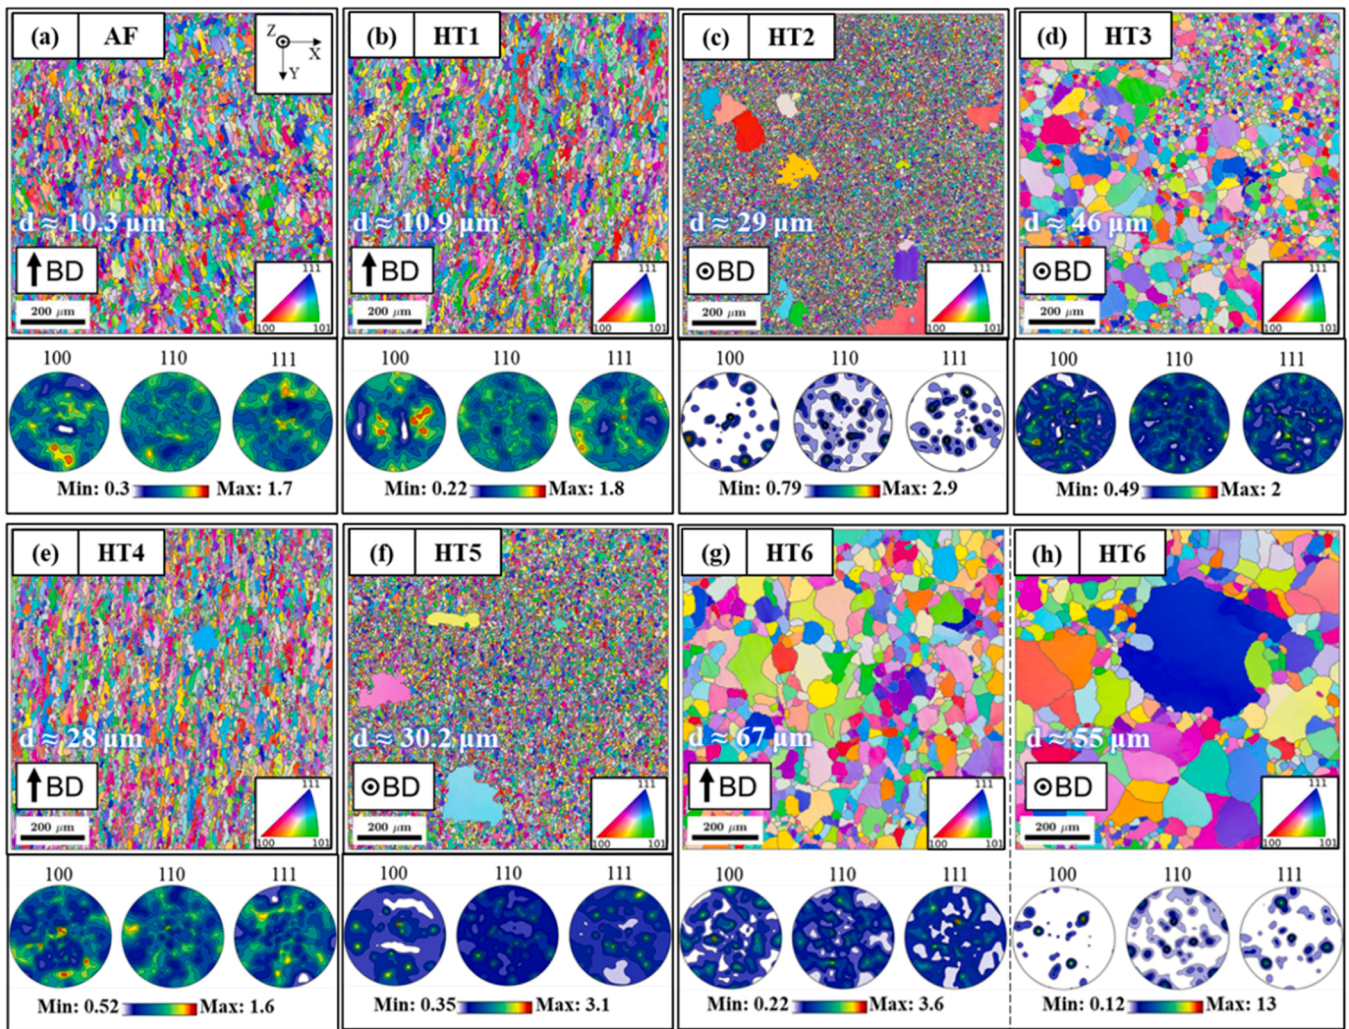 (a) AF
Z
X
Y
d ≈ 10.3 μm
BD
200 μm
111
100
101
100 110 111
Min: 0.3 Max: 1.7
(b) HT1
d ≈ 10.9 μm
BD
200 μm
111
100
101
100 110 111
Min: 0.22 Max: 1.8
(c) HT2
d ≈ 29 μm
BD
200 μm
111
100
101
100 110 111
Min: 0.79 Max: 2.9
(d) HT3
d ≈ 46 μm
BD
200 μm
111
100
101
100 110 111
Min: 0.49 Max: 2
(e) HT4
d ≈ 28 μm
BD
200 μm
111
100
101
100 110 111
Min: 0.52 Max: 1.6
(f) HT5
d ≈ 30.2 μm
BD
200 μm
111
100
101
100 110 111
Min: 0.35 Max: 3.1
(g) HT6
d ≈ 67 μm
BD
200 μm
111
100
101
100 110 111
Min: 0.22 Max: 3.6
(h) HT6
d ≈ 55 μm
BD
200 μm
111
100
101
100 110 111
Min: 0.12 Max: 13